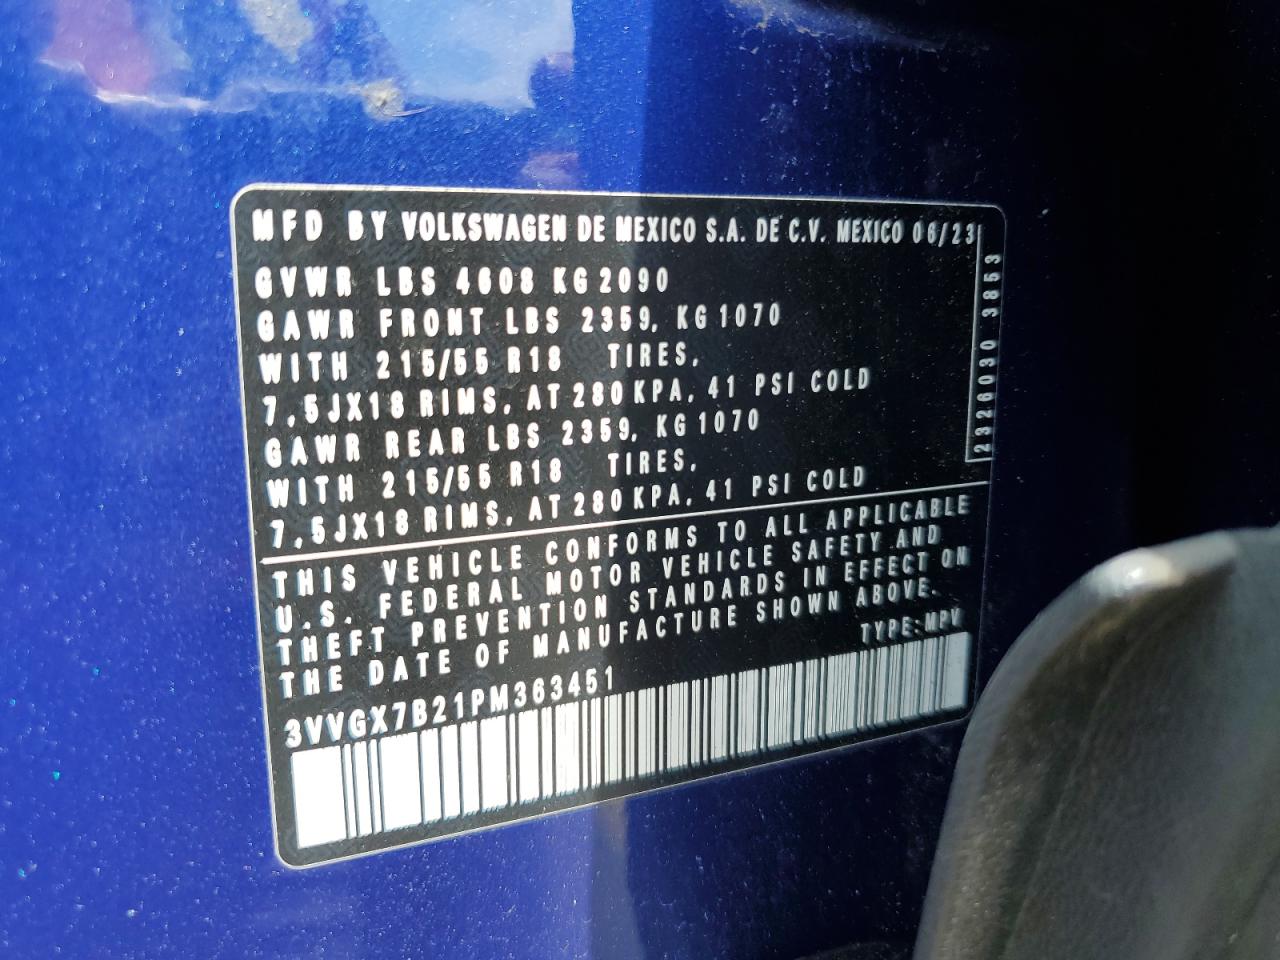 MFD BY VOLKSWAGEN DE MEXICO S.A. DE C.V. MEXICO 06/23
GVWR LBS 4608 KG 2090
GAWR FRONT LBS 2359, KG 1070
WITH 215/55 R18 TIRES,
7,5JX18 RIMS, AT 280 KPA, 41 PSI COLD
GAWR REAR LBS 2359, KG 1070
WITH 215/55 R18 TIRES,
7,5JX18 RIMS, AT 280 KPA, 41 PSI COLD
2326030 3853
THIS VEHICLE CONFORMS TO ALL APPLICABLE
U.S. FEDERAL MOTOR VEHICLE SAFETY AND
THEFT PREVENTION STANDARDS IN EFFECT ON
THE DATE OF MANUFACTURE SHOWN ABOVE.
TYPE:MPV
3VVGX7B21PM363451